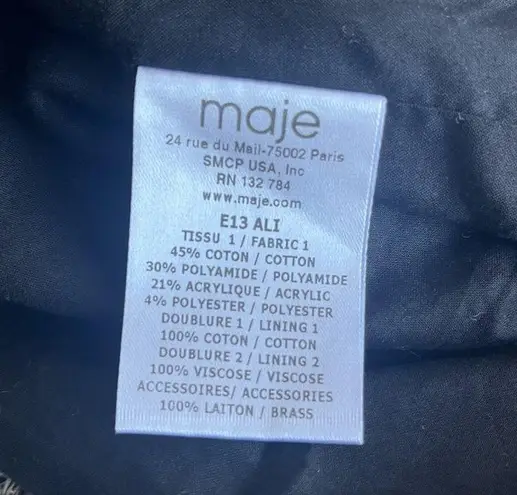 maje
24 rue du Mail-75002 Paris
SMCP USA, Inc
RN 132 784
www.maje.com
E13 ALI
TISSU 1 / FABRIC 1
45% COTON / COTTON
30% POLYAMIDE / POLYAMIDE
21% ACRYLIQUE / ACRYLIC
4% POLYESTER / POLYESTER
DOUBLURE 1 / LINING 1
100% COTON / COTTON
DOUBLURE 2 / LINING 2
100% VISCOSE / VISCOSE
ACCESSOIRES/ ACCESSORIES
100% LAITON / BRASS